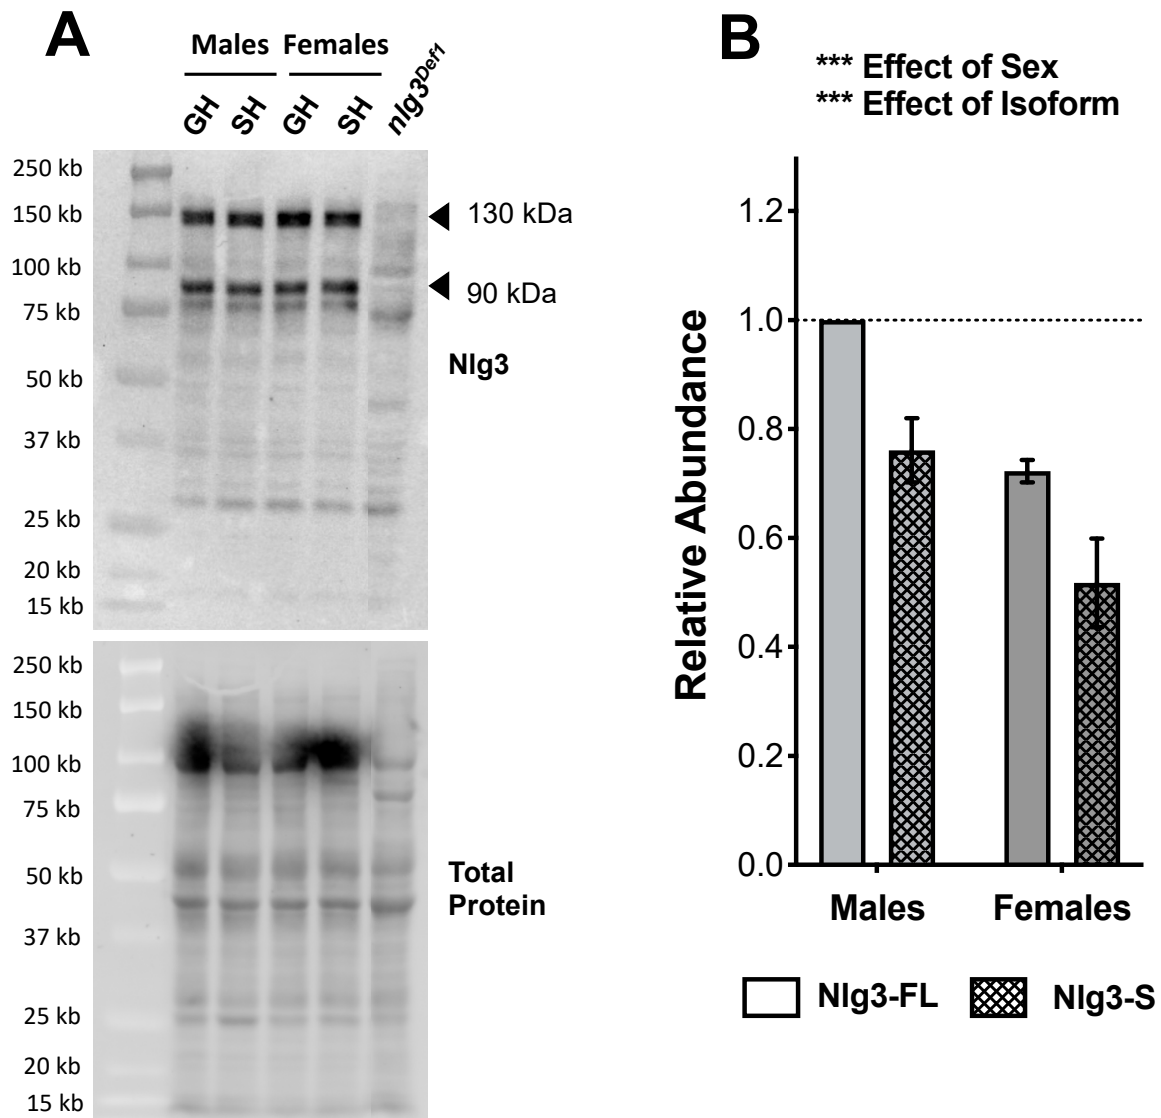 A
Males Females
GH SH GH SH nlg3Def1
250 kb
150 kb
100 kb
75 kb
50 kb
37 kb
25 kb
20 kb
15 kb
130 kDa
90 kDa
Nlg3
250 kb
150 kb
100 kb
75 kb
50 kb
37 kb
25 kb
20 kb
15 kb
Total
Protein
B
*** Effect of Sex
*** Effect of Isoform
Relative Abundance
1.2
1.0
0.8
0.6
0.4
0.2
0.0
Males Females
Nlg3-FL Nlg3-S